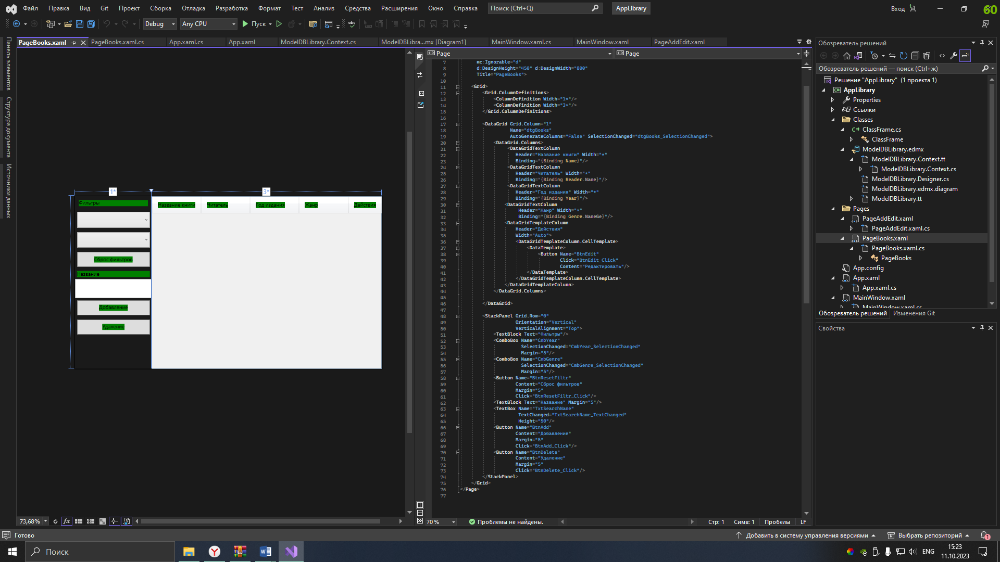 Файл Правка Вид Git Проект Сборка Отладка Разработка Формат Тест Анализ Средства Расширения Окно Справка Поиск (Ctrl+Q) AppLibrary Вход 60
Debug Any CPU Пуск
PageBooks.xaml PageBooks.xaml.cs App.xaml.cs App.xaml ModelDBLibrary.Context.cs ModelDBLibra...mx [Diagram1] MainWindow.xaml.cs MainWindow.xaml PageAddEdit.xaml
Панель элементов
Структура документа
Источники данных
1* 3*
Фильтры
Название книги Читатель Год издания Жанр Действия
Сброс фильтров
Название
Добавление
Удаление
73,68%
Page Page
7 mc:Ignorable="d"
8 d:DesignHeight="450" d:DesignWidth="800"
9 Title="PageBooks">
10
11 <Grid>
12 <Grid.ColumnDefinitions>
13 <ColumnDefinition Width="1*"/>
14 <ColumnDefinition Width="3*"/>
15 </Grid.ColumnDefinitions>
16
17 <DataGrid Grid.Column="1"
18 Name="dtgBooks"
19 AutoGenerateColumns="False" SelectionChanged="dtgBooks_SelectionChanged">
20 <DataGrid.Columns>
21 <DataGridTextColumn
22 Header="Название книги" Width="*"
23 Binding="{Binding Name}"/>
24 <DataGridTextColumn
25 Header="Читатель" Width="*"
26 Binding="{Binding Reader.Name}"/>
27 <DataGridTextColumn
28 Header="Год издания" Width="*"
29 Binding="{Binding Year}"/>
30 <DataGridTextColumn
31 Header="Жанр" Width="*"
32 Binding="{Binding Genre.NameGe}"/>
33 <DataGridTemplateColumn
34 Header="Действия"
35 Width="Auto">
36 <DataGridTemplateColumn.CellTemplate>
37 <DataTemplate>
38 <Button Name="BtnEdit"
39 Click="BtnEdit_Click"
40 Content="Редактировать"/>
41 </DataTemplate>
42 </DataGridTemplateColumn.CellTemplate>
43 </DataGridTemplateColumn>
44 </DataGrid.Columns>
45
46 </DataGrid>
47
48 <StackPanel Grid.Row="0"
49 Orientation="Vertical"
50 VerticalAlignment="Top">
51 <TextBlock Text="Фильтры"/>
52 <ComboBox Name="CmbYear"
53 SelectionChanged="CmbYear_SelectionChanged"
54 Margin="5"/>
55 <ComboBox Name="CmbGenre"
56 SelectionChanged="CmbGenre_SelectionChanged"
57 Margin="5"/>
58 <Button Name="BtnResetFiltr"
59 Content="Сброс фильтров"
60 Margin="5"
61 Click="BtnResetFiltr_Click"/>
62 <TextBlock Text="Название" Margin="5"/>
63 <TextBox Name="TxtSearchName"
64 TextChanged="TxtSearchName_TextChanged"
65 Height="50"/>
66 <Button Name="BtnAdd"
67 Content="Добавление"
68 Margin="5"
69 Click="BtnAdd_Click"/>
70 <Button Name="BtnDelete"
71 Content="Удаление"
72 Margin="5"
73 Click="BtnDelete_Click"/>
74 </StackPanel>
75 </Grid>
76 </Page>
77
70 % Проблемы не найдены. Стр: 1 Симв: 1 Пробелы LF
Обозреватель решений
Обозреватель решений — поиск (Ctrl+ж)
Решение "AppLibrary" (1 проекта 1)
AppLibrary
Properties
Ссылки
Classes
ClassFrame.cs
ClassFrame
ModelDBLibrary.edmx
ModelDBLibrary.Context.tt
ModelDBLibrary.Context.cs
ModelDBLibrary.Designer.cs
ModelDBLibrary.edmx.diagram
ModelDBLibrary.tt
Pages
PageAddEdit.xaml
PageAddEdit.xaml.cs
PageBooks.xaml
PageBooks.xaml.cs
PageBooks
App.config
App.xaml
App.xaml.cs
MainWindow.xaml
MainWindow.xaml.cs
Обозреватель решений Изменения Git
Свойства
Готово Добавить в систему управления версиями Выбрать репозиторий 1
Поиск ENG 15:23
11.10.2023